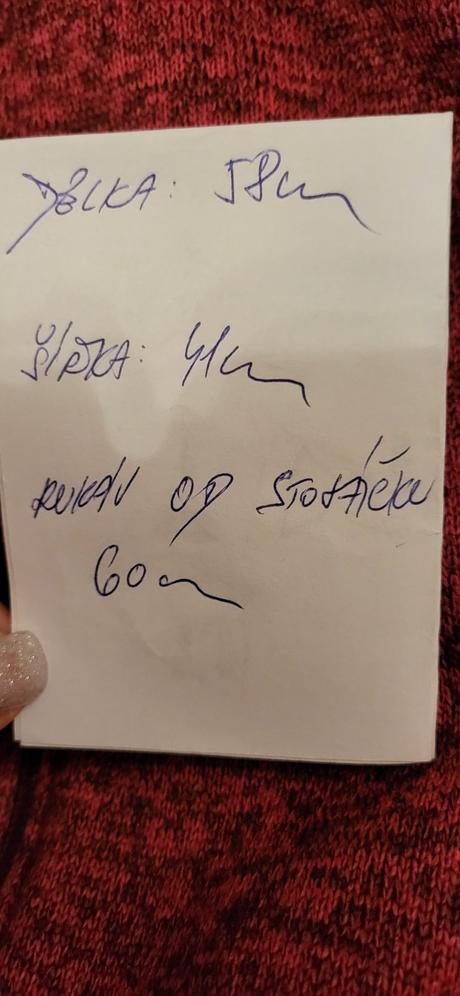 DÉLKA: 58cm
ŠÍŘKA: 41cm
RUKÁV OD STOJÁČKU
60cm